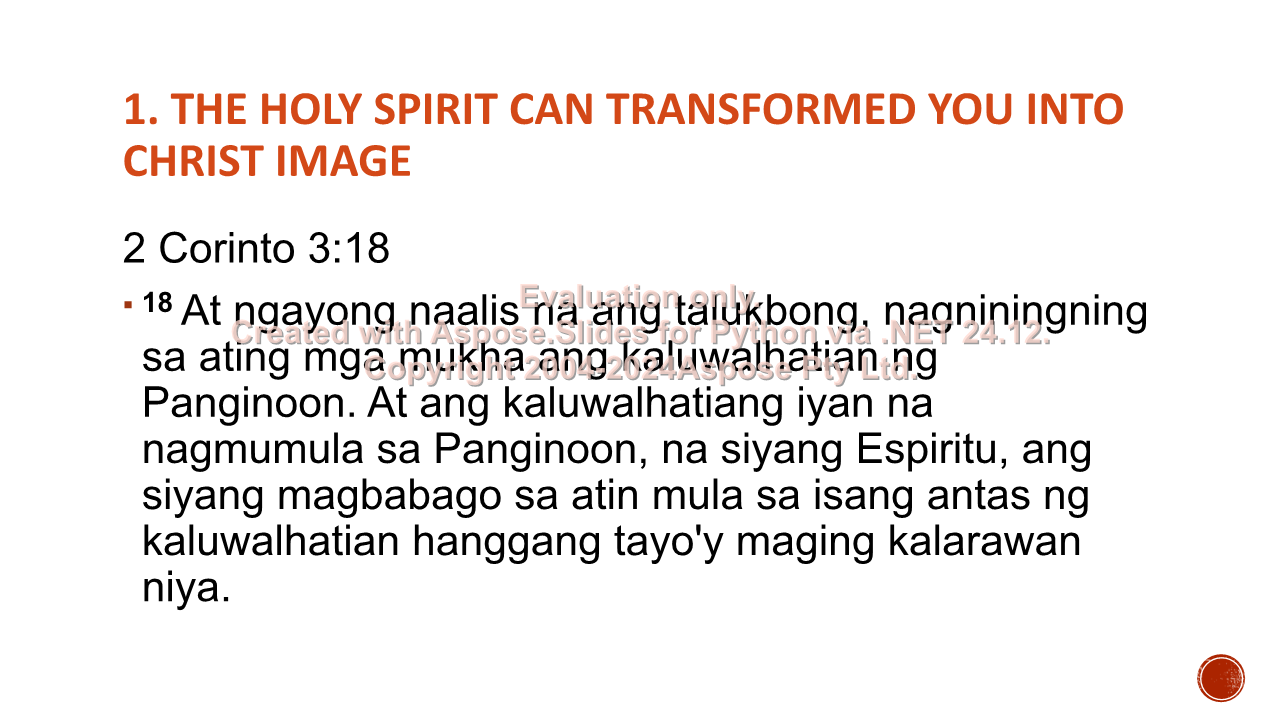 1. THE HOLY SPIRIT CAN TRANSFORMED YOU INTO
CHRIST IMAGE
2 Corinto 3:18
▪ 18 At ngayong naalis na ang talukbong, nagniningning
sa ating mga mukha ang kaluwalhatian ng
Panginoon. At ang kaluwalhatiang iyan na
nagmumula sa Panginoon, na siyang Espiritu, ang
siyang magbabago sa atin mula sa isang antas ng
kaluwalhatian hanggang tayo'y maging kalarawan
niya.
Evaluation only.
Created with Aspose.Slides for Python via .NET 24.12.
Copyright 2004-2024Aspose Pty Ltd.